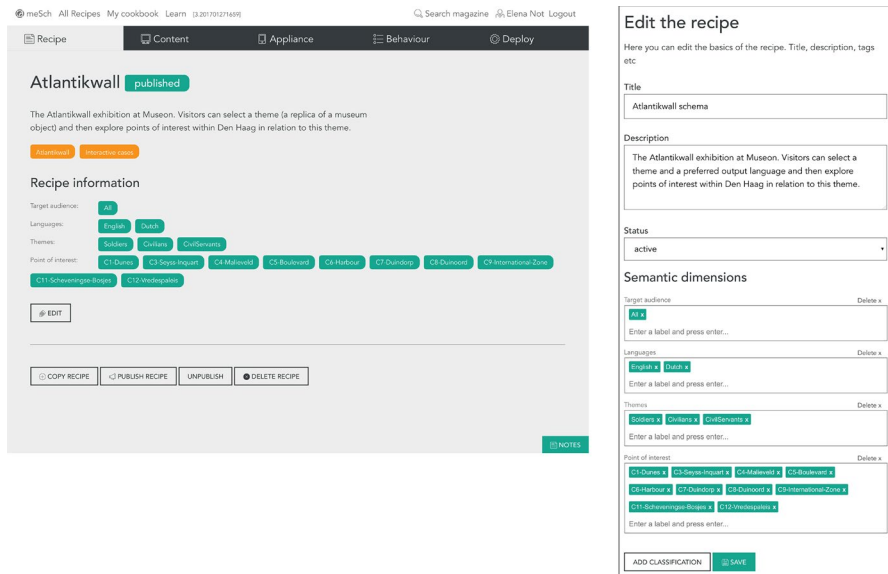 meSch All Recipes My cookbook Learn [3.201701271659]
Search magazine Elena Not Logout
Recipe
Content
Appliance
Behaviour
Deploy
Atlantikwall published
The Atlantikwall exhibition at Museon. Visitors can select a theme (a replica of a museum
object) and then explore points of interest within Den Haag in relation to this theme.
Atlantikwall Interactive cases
Recipe information
Target audience: All
Languages: English Dutch
Themes: Soldiers Civilians CivilServants
Point of interest: C1-Dunes C3-Seyss-Inquart C4-Malieveld C5-Boulevard C6-Harbour C7-Duindorp C8-Duinoord C9-International-Zone
C11-Scheveningse-Bosjes C12-Vredespaleis
EDIT
COPY RECIPE PUBLISH RECIPE UNPUBLISH DELETE RECIPE
NOTES
Edit the recipe
Here you can edit the basics of the recipe. Title, description, tags
etc
Title
Atlantikwall schema
Description
The Atlantikwall exhibition at Museon. Visitors can select a
theme and a preferred output language and then explore
points of interest within Den Haag in relation to this theme.
Status
active
Semantic dimensions
Target audience Delete x
All x
Enter a label and press enter...
Languages Delete x
English x Dutch x
Enter a label and press enter...
Themes Delete x
Soldiers x Civilians x CivilServants x
Enter a label and press enter...
Point of interest Delete x
C1-Dunes x C3-Seyss-Inquart x C4-Malieveld x C5-Boulevard x
C6-Harbour x C7-Duindorp x C8-Duinoord x C9-International-Zone x
C11-Scheveningse-Bosjes x C12-Vredespaleis x
Enter a label and press enter...
ADD CLASSIFICATION SAVE